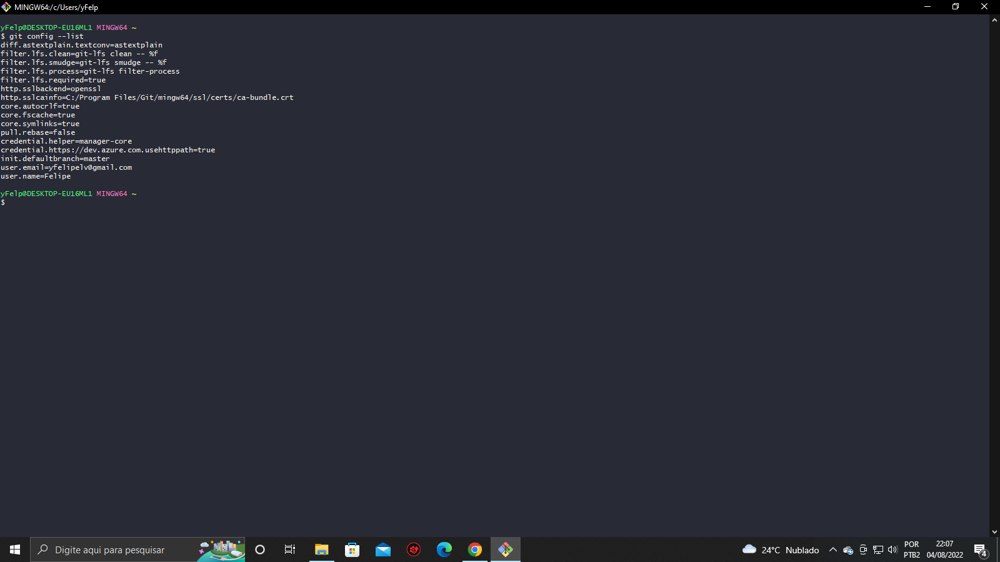 MINGW64:/c/Users/yFelp
yFelp@DESKTOP-EU16ML1 MINGW64 ~
$ git config --list
diff.astextplain.textconv=astextplain
filter.lfs.clean=git-lfs clean -- %f
filter.lfs.smudge=git-lfs smudge -- %f
filter.lfs.process=git-lfs filter-process
filter.lfs.required=true
http.sslbackend=openssl
http.sslcainfo=C:/Program Files/Git/mingw64/ssl/certs/ca-bundle.crt
core.autocrlf=true
core.fscache=true
core.symlinks=true
pull.rebase=false
credential.helper=manager-core
credential.https://dev.azure.com.usehttppath=true
init.defaultbranch=master
user.email=yfelipelv@gmail.com
user.name=Felipe
yFelp@DESKTOP-EU16ML1 MINGW64 ~
$
Digite aqui para pesquisar
24°C Nublado
POR
PTB2
22:07
04/08/2022
4